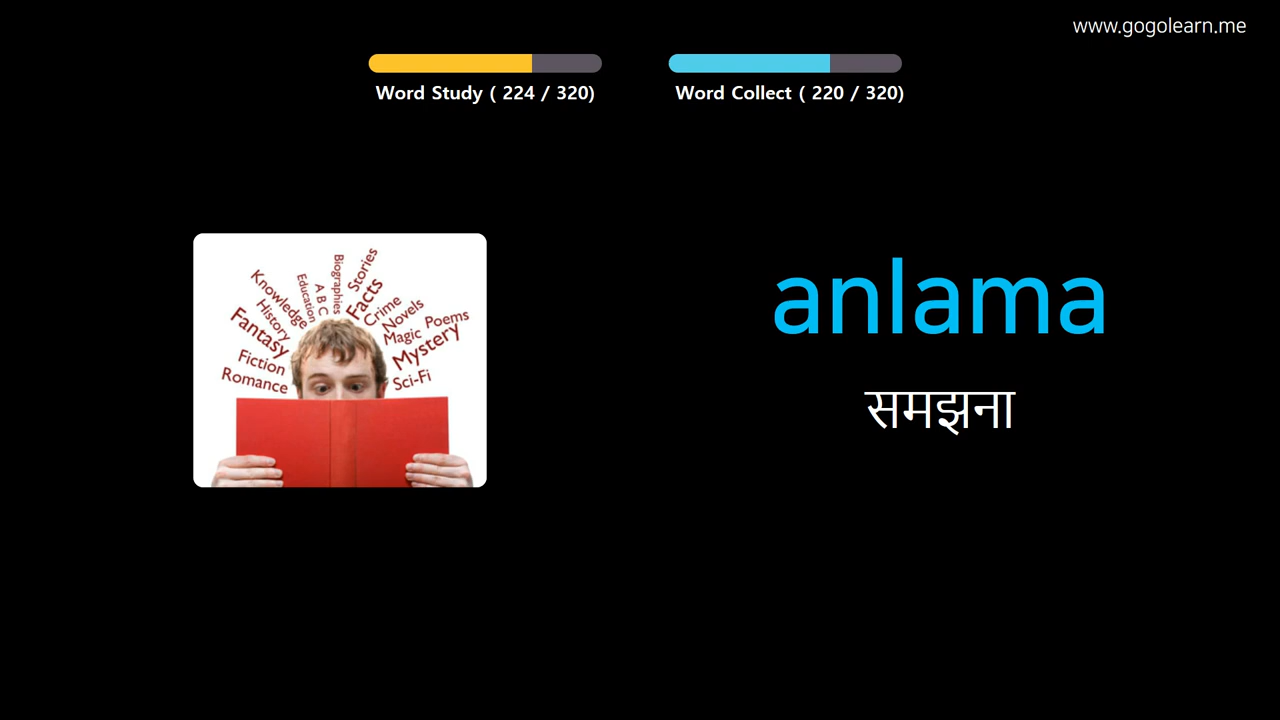 www.gogolearn.me
Word Study ( 224 / 320)
Word Collect ( 220 / 320)
anlama
समझना
Knowledge
History
Fantasy
Fiction
Romance
Education
A B C
Biographies
Stories
Facts
Crime
Novels
Magic
Poems
Mystery
Sci-Fi